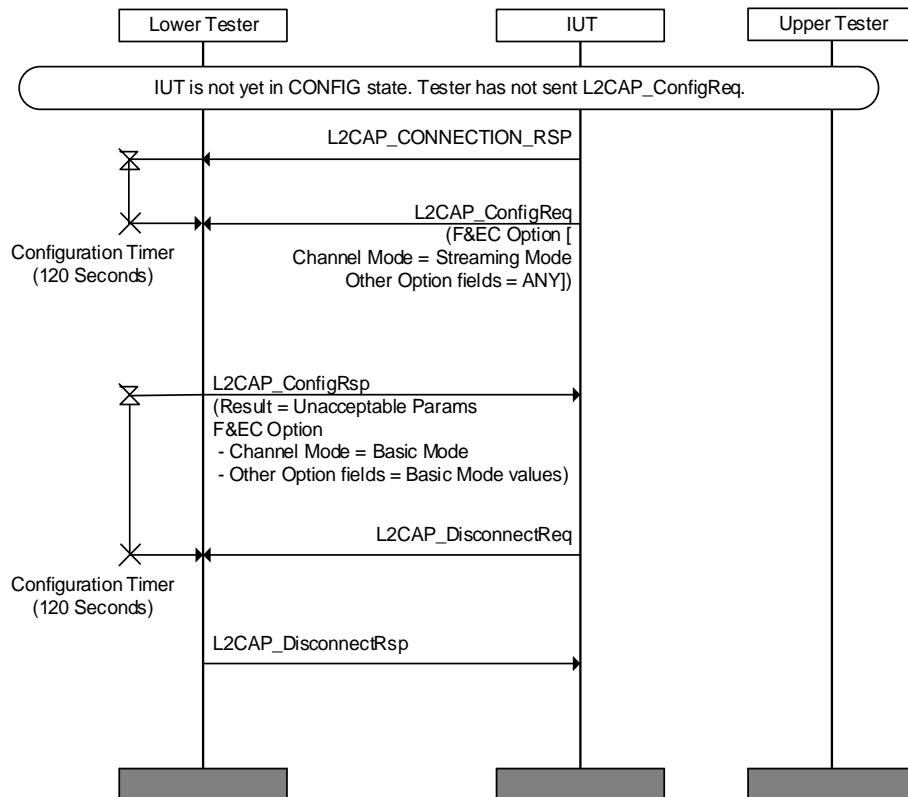 Lower Tester
IUT
Upper Tester
IUT is not yet in CONFIG state. Tester has not sent L2CAP_ConfigReq.
L2CAP_CONNECTION_RSP
L2CAP_ConfigReq
(F&EC Option [
Channel Mode = Streaming Mode
Other Option fields = ANY])
Configuration Timer
(120 Seconds)
L2CAP_ConfigRsp
(Result = Unacceptable Params
F&EC Option
- Channel Mode = Basic Mode
- Other Option fields = Basic Mode values)
L2CAP_DisconnectReq
Configuration Timer
(120 Seconds)
L2CAP_DisconnectRsp